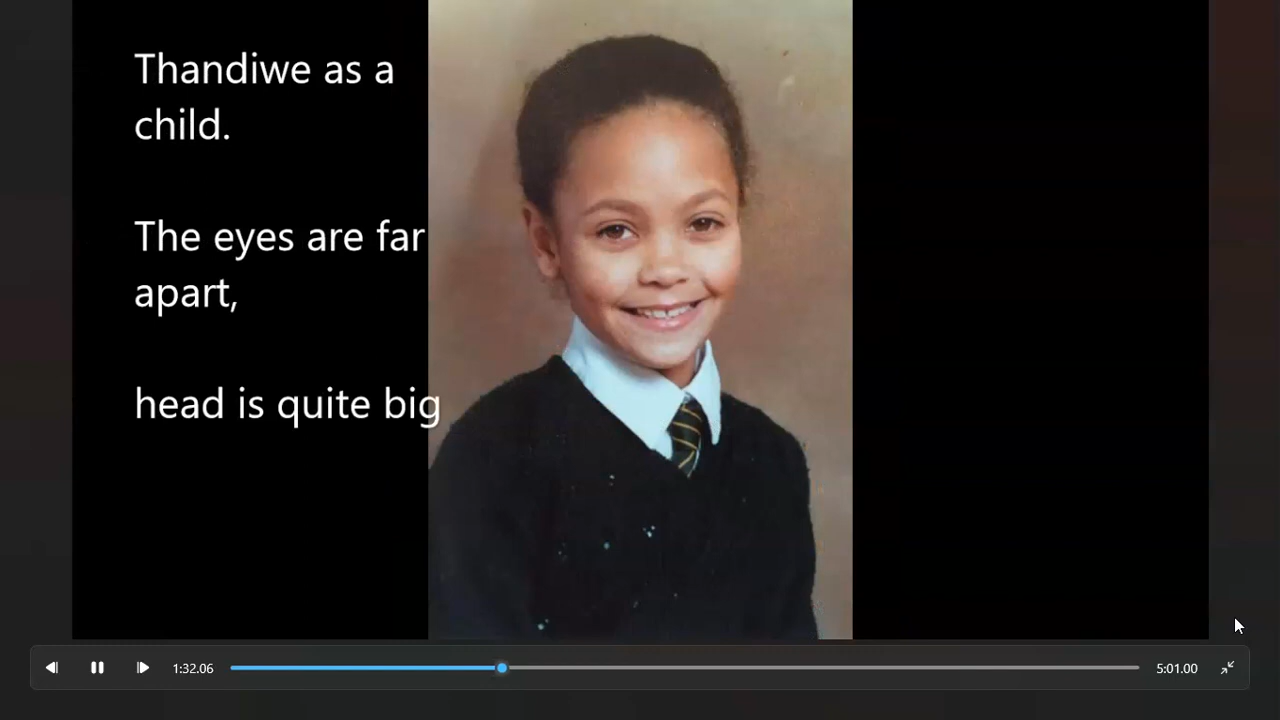 Thandiwe as a
child.
The eyes are far
apart,
head is quite big
1:32.06
5:01.00